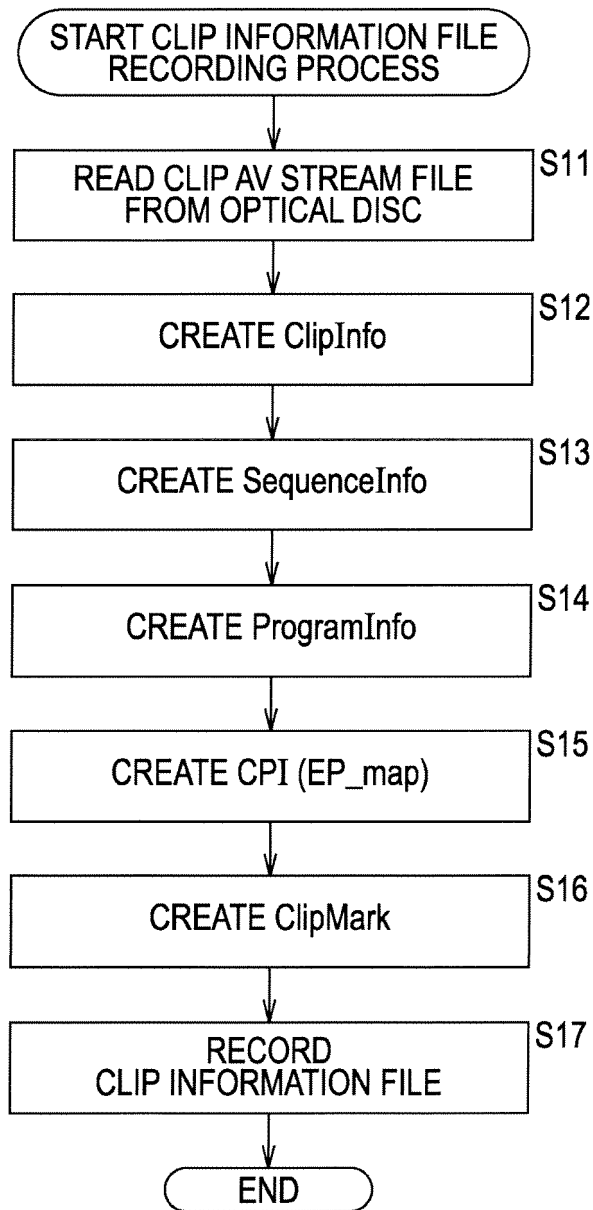 START CLIP INFORMATION FILE
RECORDING PROCESS
S11
READ CLIP AV STREAM FILE
FROM OPTICAL DISC
S12
CREATE ClipInfo
S13
CREATE SequenceInfo
S14
CREATE ProgramInfo
S15
CREATE CPI (EP_map)
S16
CREATE ClipMark
S17
RECORD
CLIP INFORMATION FILE
END